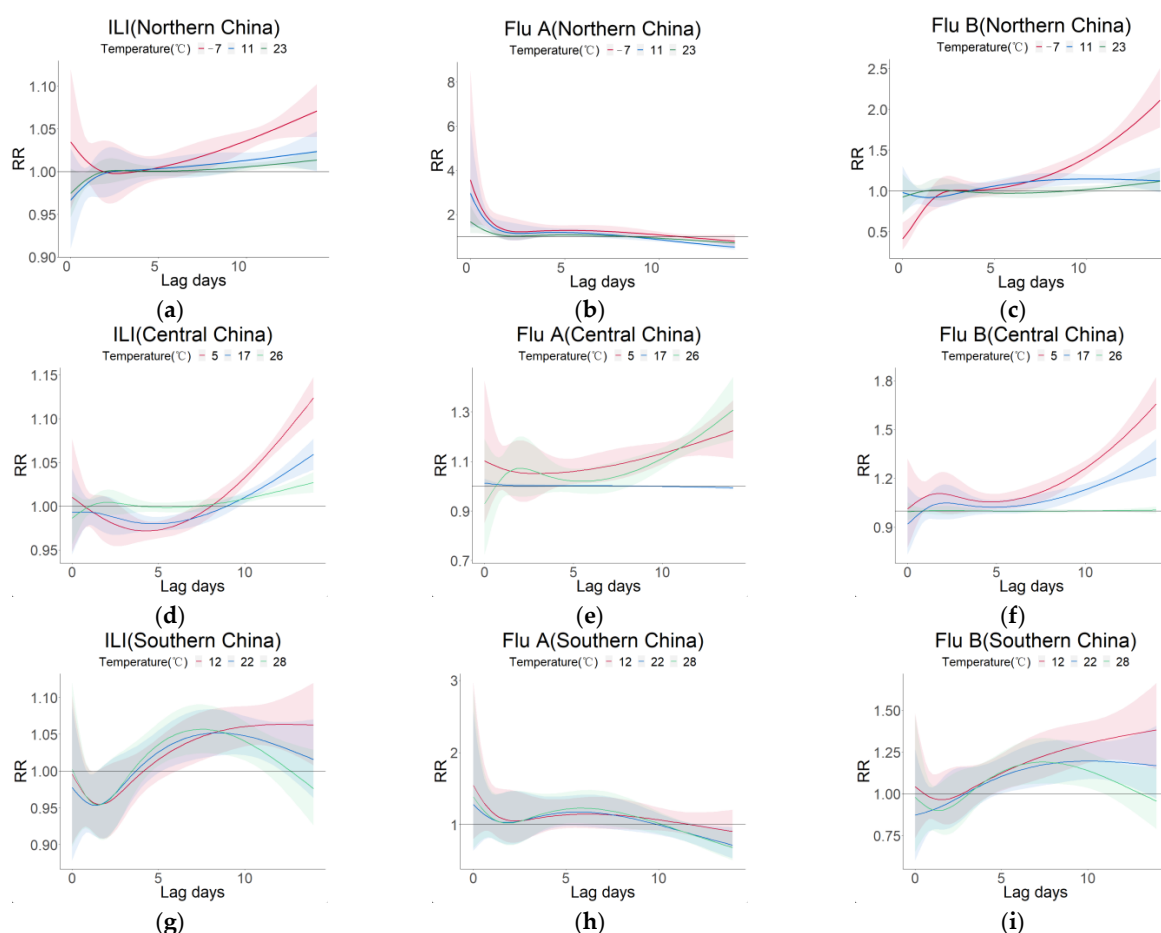 ILI(Northern China)
Temperature(℃) -7 11 23
1.10
1.05
1.00
0.95
0.90
RR
0 5 10
Lag days
(a)
Flu A(Northern China)
Temperature(℃) -7 11 23
8
6
4
2
RR
0 5 10
Lag days
(b)
Flu B(Northern China)
Temperature(℃) -7 11 23
2.5
2.0
1.5
1.0
0.5
RR
0 5 10
Lag days
(c)
ILI(Central China)
Temperature(℃) 5 17 26
1.15
1.10
1.05
1.00
0.95
RR
0 5 10
Lag days
(d)
Flu A(Central China)
Temperature(℃) 5 17 26
1.3
1.1
0.9
0.7
RR
0 5 10
Lag days
(e)
Flu B(Central China)
Temperature(℃) 5 17 26
1.8
1.5
1.2
0.9
RR
0 5 10
Lag days
(f)
ILI(Southern China)
Temperature(℃) 12 22 28
1.10
1.05
1.00
0.95
0.90
RR
0 5 10
Lag days
(g)
Flu A(Southern China)
Temperature(℃) 12 22 28
3
2
1
RR
0 5 10
Lag days
(h)
Flu B(Southern China)
Temperature(℃) 12 22 28
1.50
1.25
1.00
0.75
RR
0 5 10
Lag days
(i)